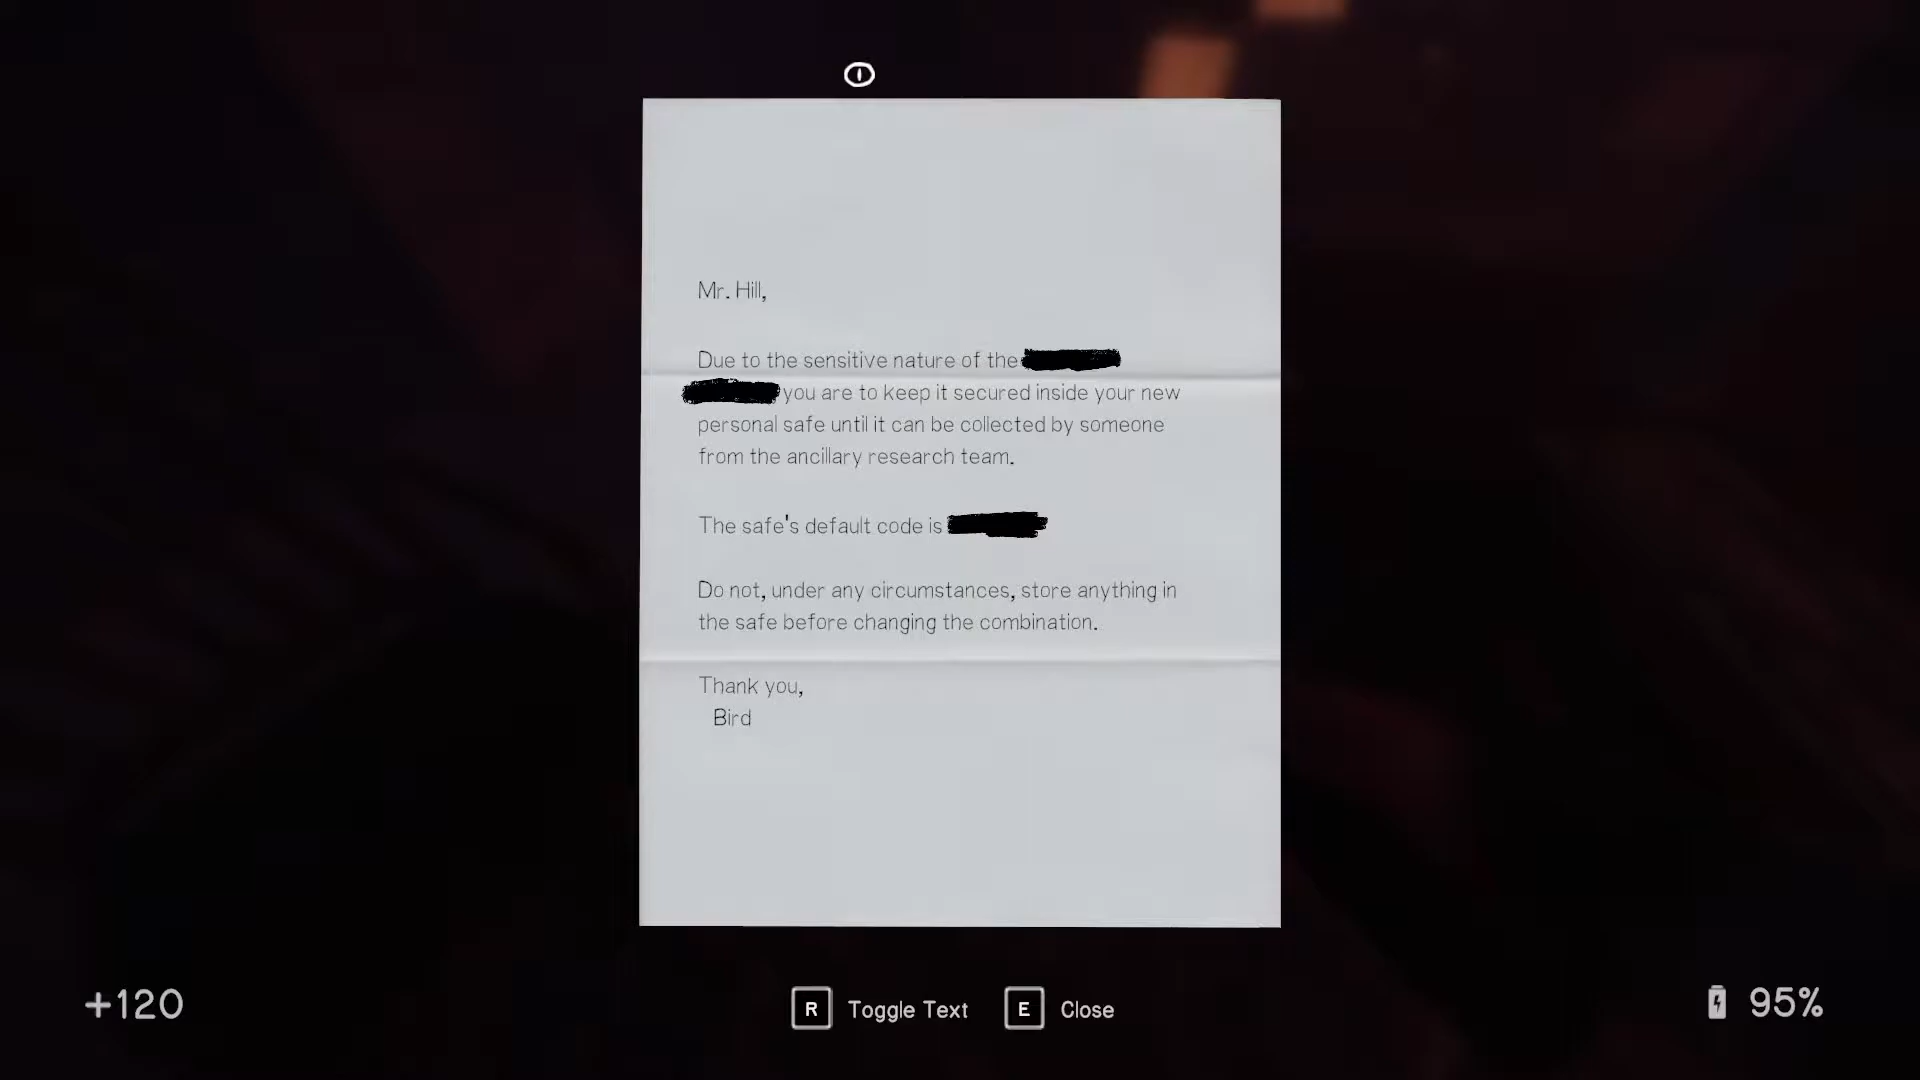 Mr. Hill,
Due to the sensitive nature of the
you are to keep it secured inside your new
personal safe until it can be collected by someone
from the ancillary research team.
The safe's default code is
Do not, under any circumstances, store anything in
the safe before changing the combination.
Thank you,
Bird
+120
R Toggle Text E Close
95%